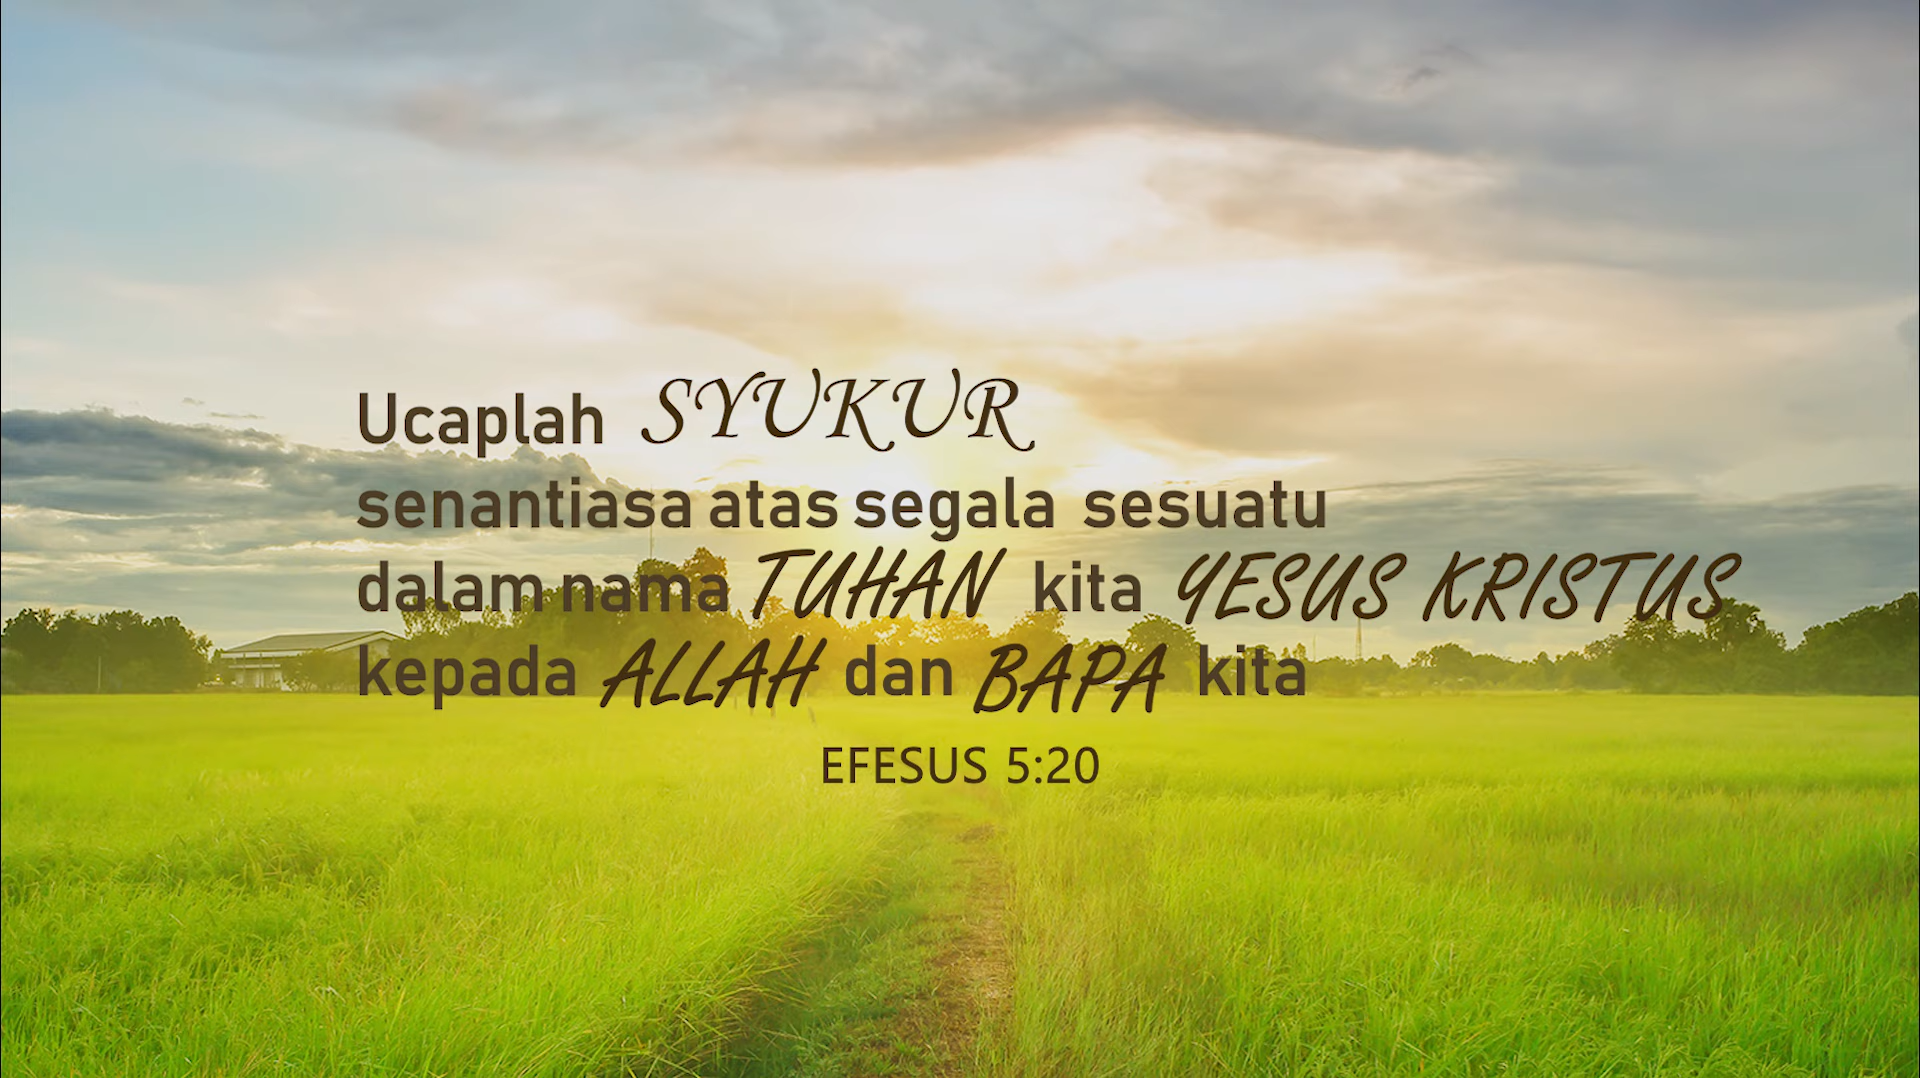 Ucaplah SYUKUR
senantiasa atas segala sesuatu
dalam nama TUHAN kita YESUS KRISTUS
kepada ALLAH dan BAPA kita
EFESUS 5:20